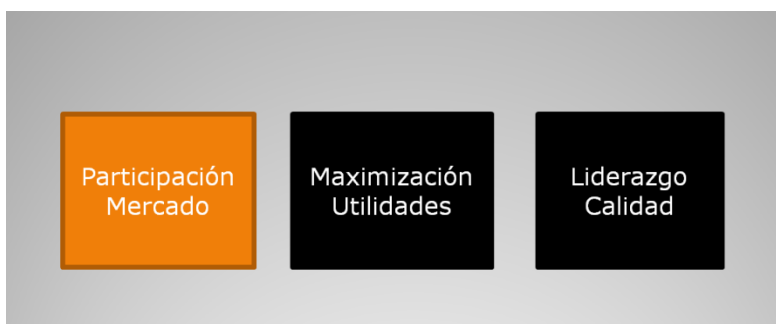 Participación
Mercado
Maximización
Utilidades
Liderazgo
Calidad